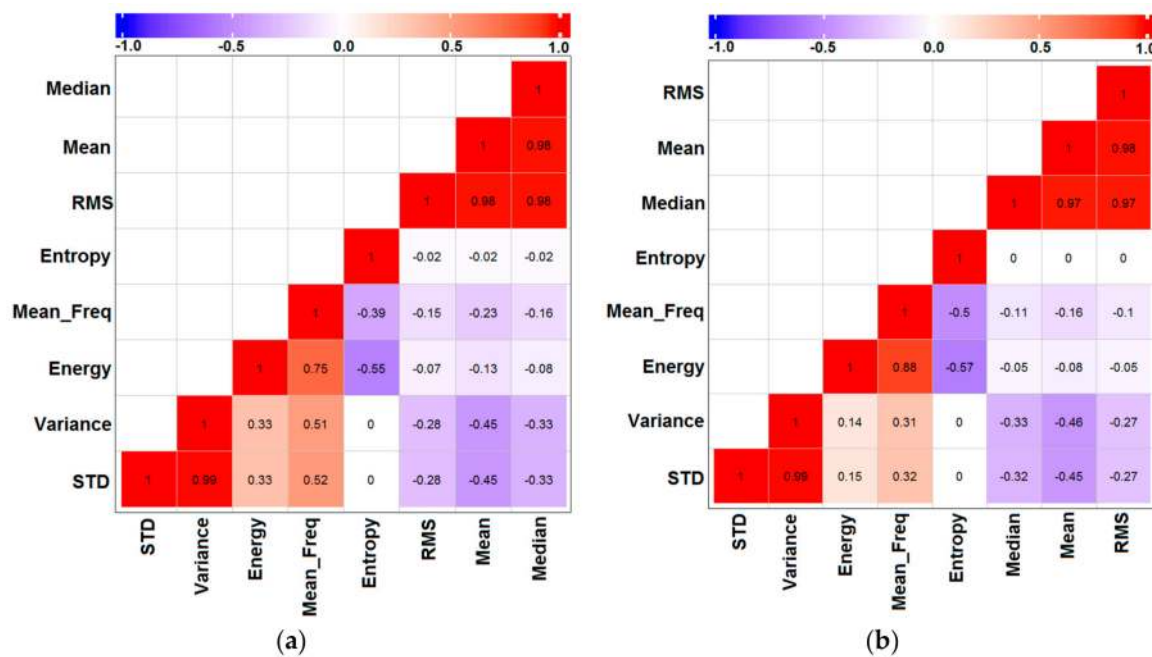 -1.0 -0.5 0.0 0.5 1.0
Median 1
Mean 1 0.98
RMS 1 0.98 0.98
Entropy 1 -0.02 -0.02 -0.02
Mean_Freq 1 -0.39 -0.15 -0.23 -0.16
Energy 1 0.75 -0.55 -0.07 -0.13 -0.08
Variance 1 0.33 0.51 0 -0.28 -0.45 -0.33
STD 1 0.99 0.33 0.52 0 -0.28 -0.45 -0.33
STD Variance Energy Mean_Freq Entropy RMS Mean Median
(a)
-1.0 -0.5 0.0 0.5 1.0
RMS 1
Mean 1 0.98
Median 1 0.97 0.97
Entropy 1 0 0 0
Mean_Freq 1 -0.5 -0.11 -0.16 -0.1
Energy 1 0.88 -0.57 -0.05 -0.08 -0.05
Variance 1 0.14 0.31 0 -0.33 -0.46 -0.27
STD 1 0.99 0.15 0.32 0 -0.32 -0.45 -0.27
STD Variance Energy Mean_Freq Entropy Median Mean RMS
(b)